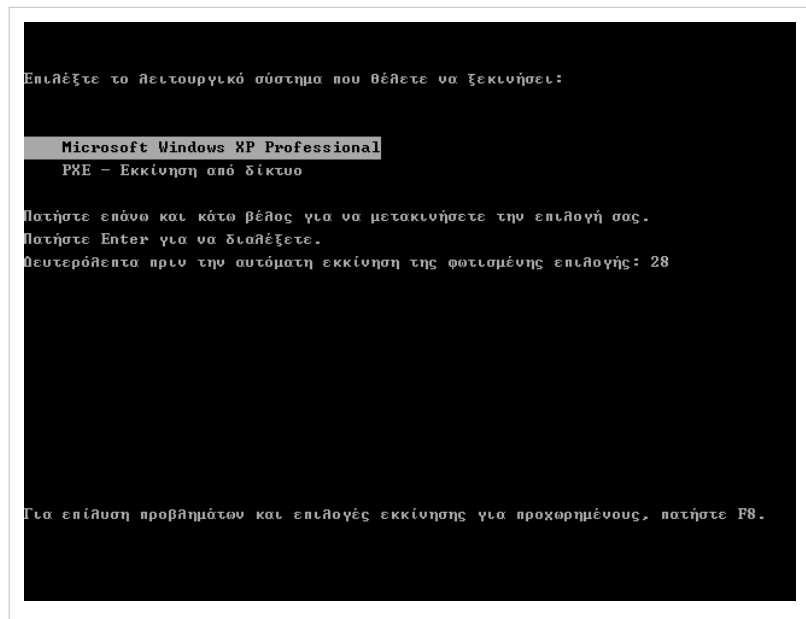 Επιλέξτε το λειτουργικό σύστημα που θέλετε να ξεκινήσει:
Microsoft Windows XP Professional
PXE - Εκκίνηση από δίκτυο
Πατήστε επάνω και κάτω βέλος για να μετακινήσετε την επιλογή σας.
Πατήστε Enter για να διαλέξετε.
Δευτερόλεπτα πριν την αυτόματη εκκίνηση της φωτισμένης επιλογής: 28
Για επίλυση προβλημάτων και επιλογές εκκίνησης για προχωρημένους, πατήστε F8.